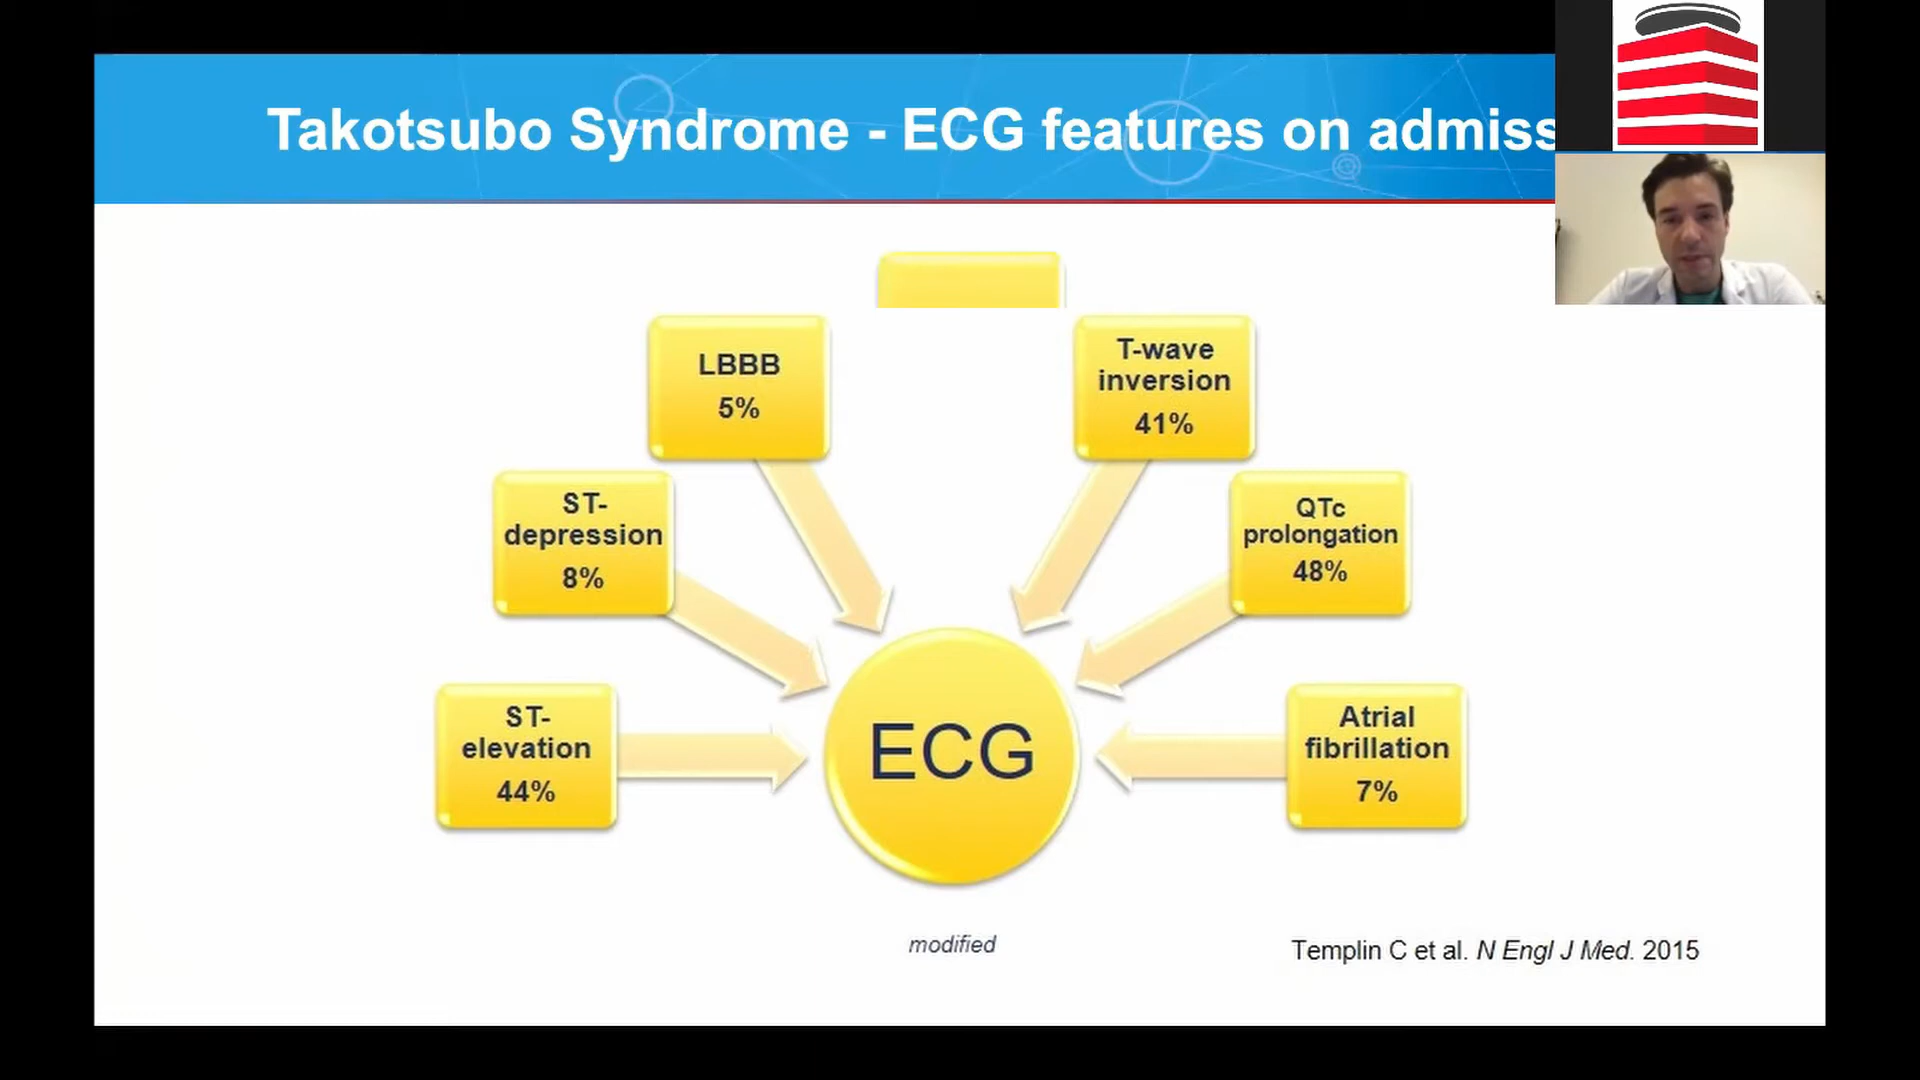 Takotsubo Syndrome - ECG features on admiss
LBBB
5%
T-wave
inversion
41%
ST-
depression
8%
QTc
prolongation
48%
ST-
elevation
44%
ECG
Atrial
fibrillation
7%
modified
Templin C et al. N Engl J Med. 2015